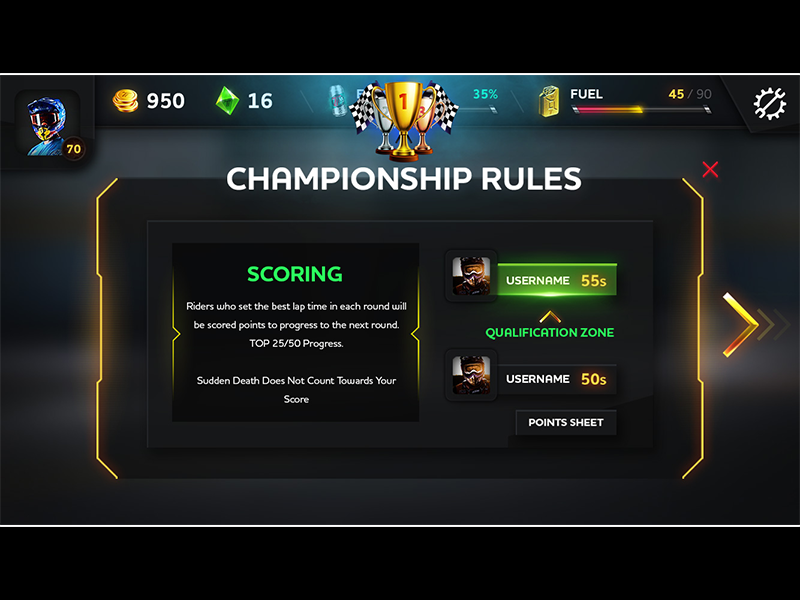 950
16
35%
FUEL
45 / 90
70
1
CHAMPIONSHIP RULES
SCORING
Riders who set the best lap time in each round will
be scored points to progress to the next round.
TOP 25/50 Progress.
Sudden Death Does Not Count Towards Your
Score
USERNAME 55s
QUALIFICATION ZONE
USERNAME 50s
POINTS SHEET